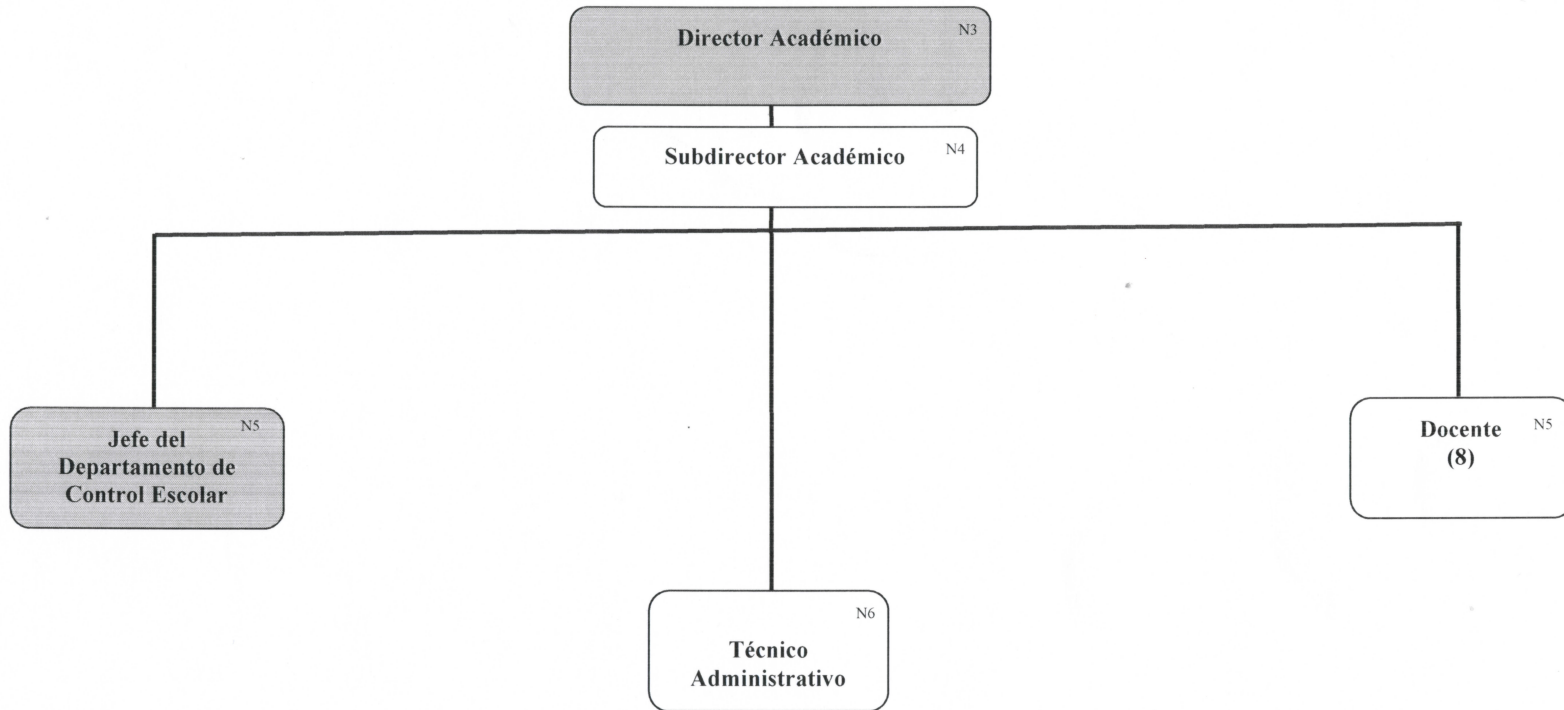 Director Académico N3
Subdirector Académico N4
Jefe del N5
Departamento de
Control Escolar
Docente N5
(8)
N6
Técnico
Administrativo